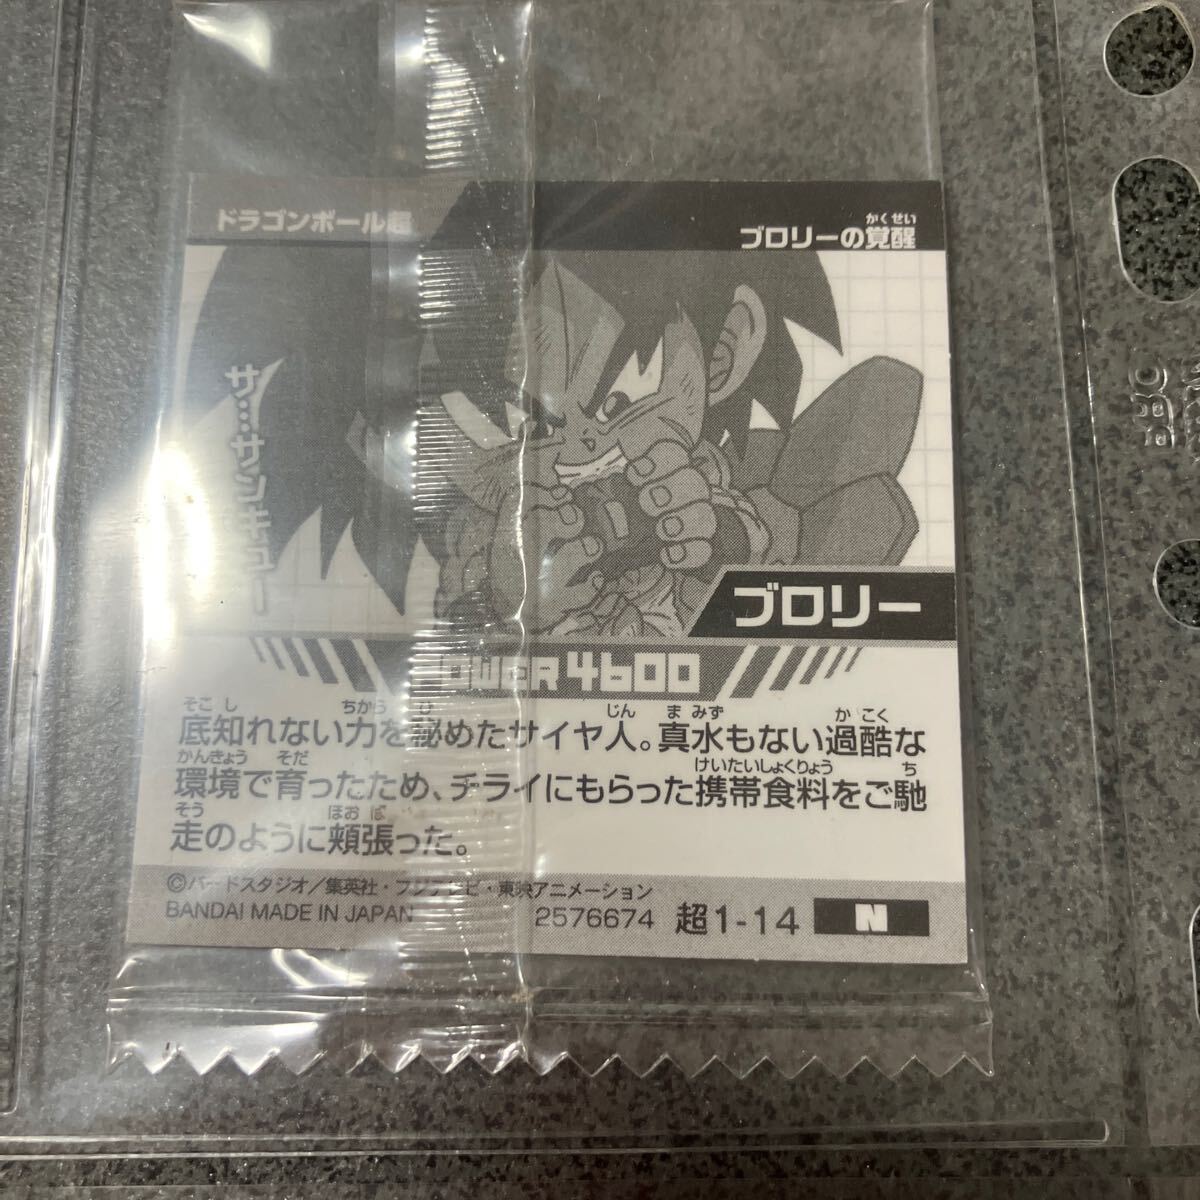 ドラゴンボール超
ブロリーの覚醒
かくせい
サ…サンキュー
ブロリー
POWER 4600
そこし ちから ひ じん まみず かこく
底知れない力を秘めたサイヤ人。真水もない過酷な
かんきょう そだ けいたいしょくりょう ち
環境で育ったため、チライにもらった携帯食料をご馳
そう ほおば
走のように頬張った。
©バードスタジオ/集英社・フジテレビ・東映アニメーション
BANDAI MADE IN JAPAN 2576674 超1-14 N